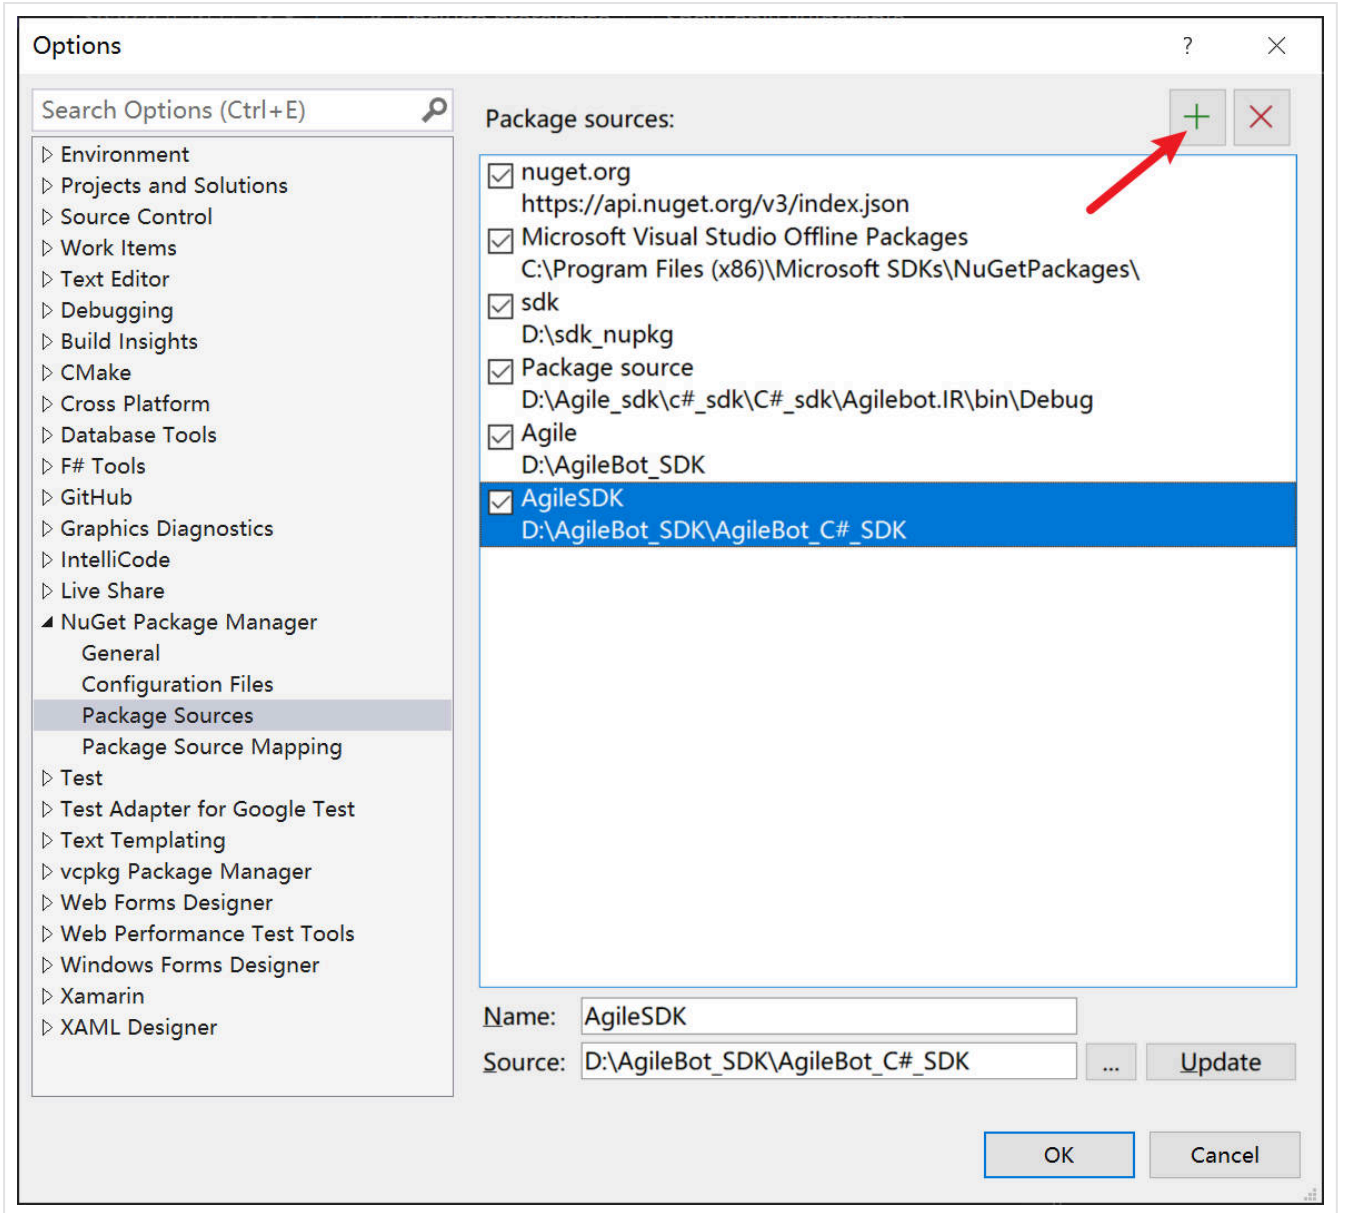 Options
?
Search Options (Ctrl+E)
Environment
Projects and Solutions
Source Control
Work Items
Text Editor
Debugging
Build Insights
CMake
Cross Platform
Database Tools
F# Tools
GitHub
Graphics Diagnostics
IntelliCode
Live Share
NuGet Package Manager
General
Configuration Files
Package Sources
Package Source Mapping
Test
Test Adapter for Google Test
Text Templating
vcpkg Package Manager
Web Forms Designer
Web Performance Test Tools
Windows Forms Designer
Xamarin
XAML Designer
Package sources:
nuget.org
https://api.nuget.org/v3/index.json
Microsoft Visual Studio Offline Packages
C:\Program Files (x86)\Microsoft SDKs\NuGetPackages\
sdk
D:\sdk_nupkg
Package source
D:\Agile_sdk\c#_sdk\C#_sdk\Agilebot.IR\bin\Debug
Agile
D:\AgileBot_SDK
AgileSDK
D:\AgileBot_SDK\AgileBot_C#_SDK
Name: AgileSDK
Source: D:\AgileBot_SDK\AgileBot_C#_SDK ... Update
OK Cancel